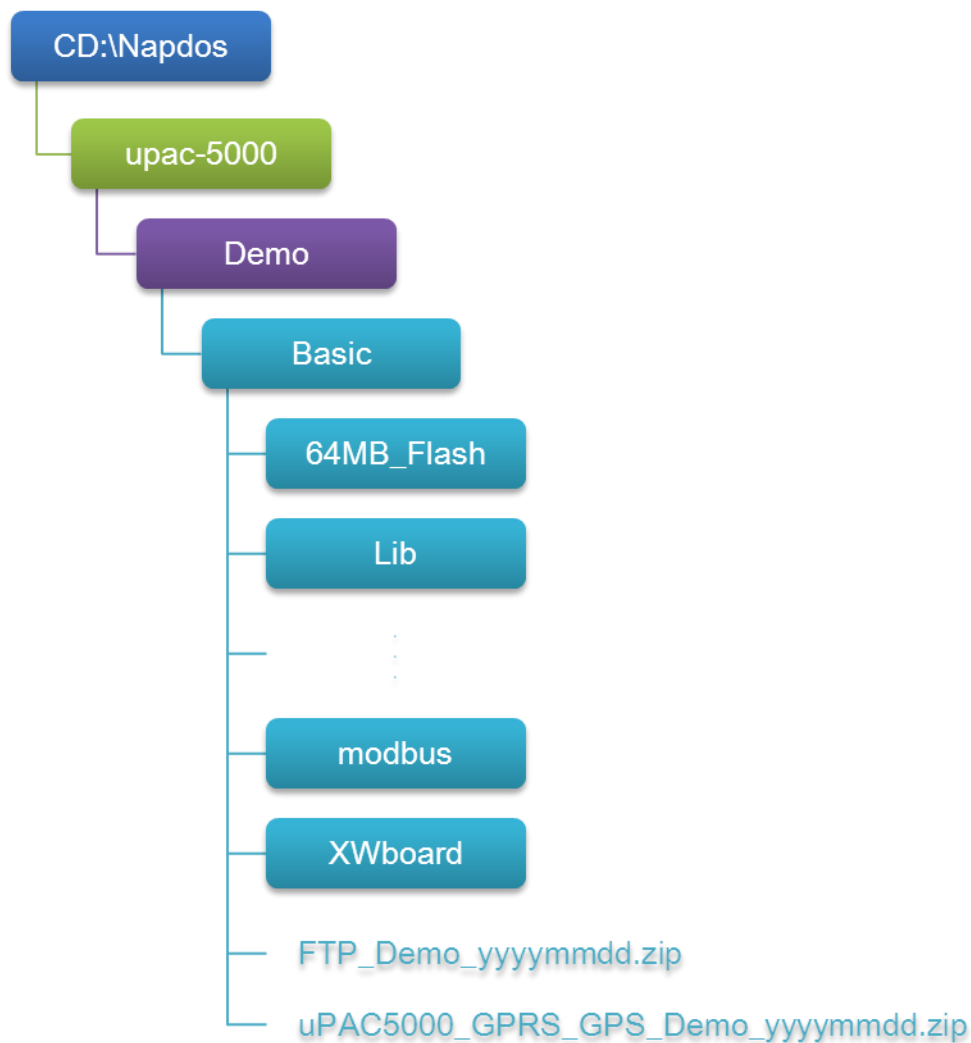 CD:\Napdos
upac-5000
Demo
Basic
64MB_Flash
Lib
.
.
.
modbus
XWboard
FTP_Demo_yyyymmdd.zip
uPAC5000_GPRS_GPS_Demo_yyyymmdd.zip